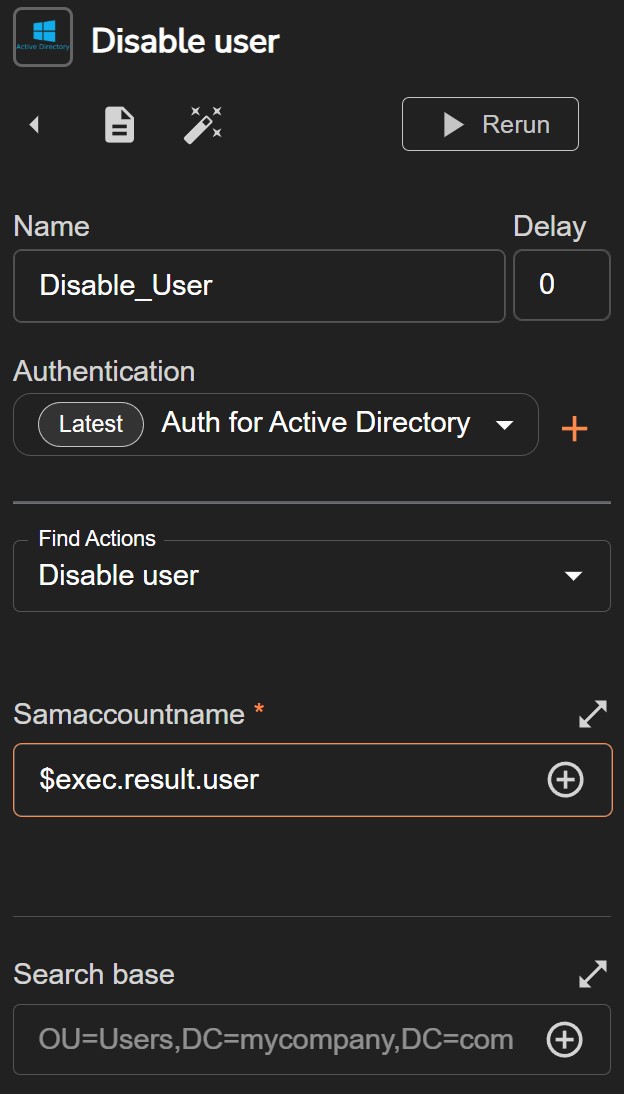 Active Directory
Disable user
Rerun
Name
Delay
Disable_User
0
Authentication
Latest
Auth for Active Directory
Find Actions
Disable user
Samaccountname *
$exec.result.user
Search base
OU=Users,DC=mycompany,DC=com